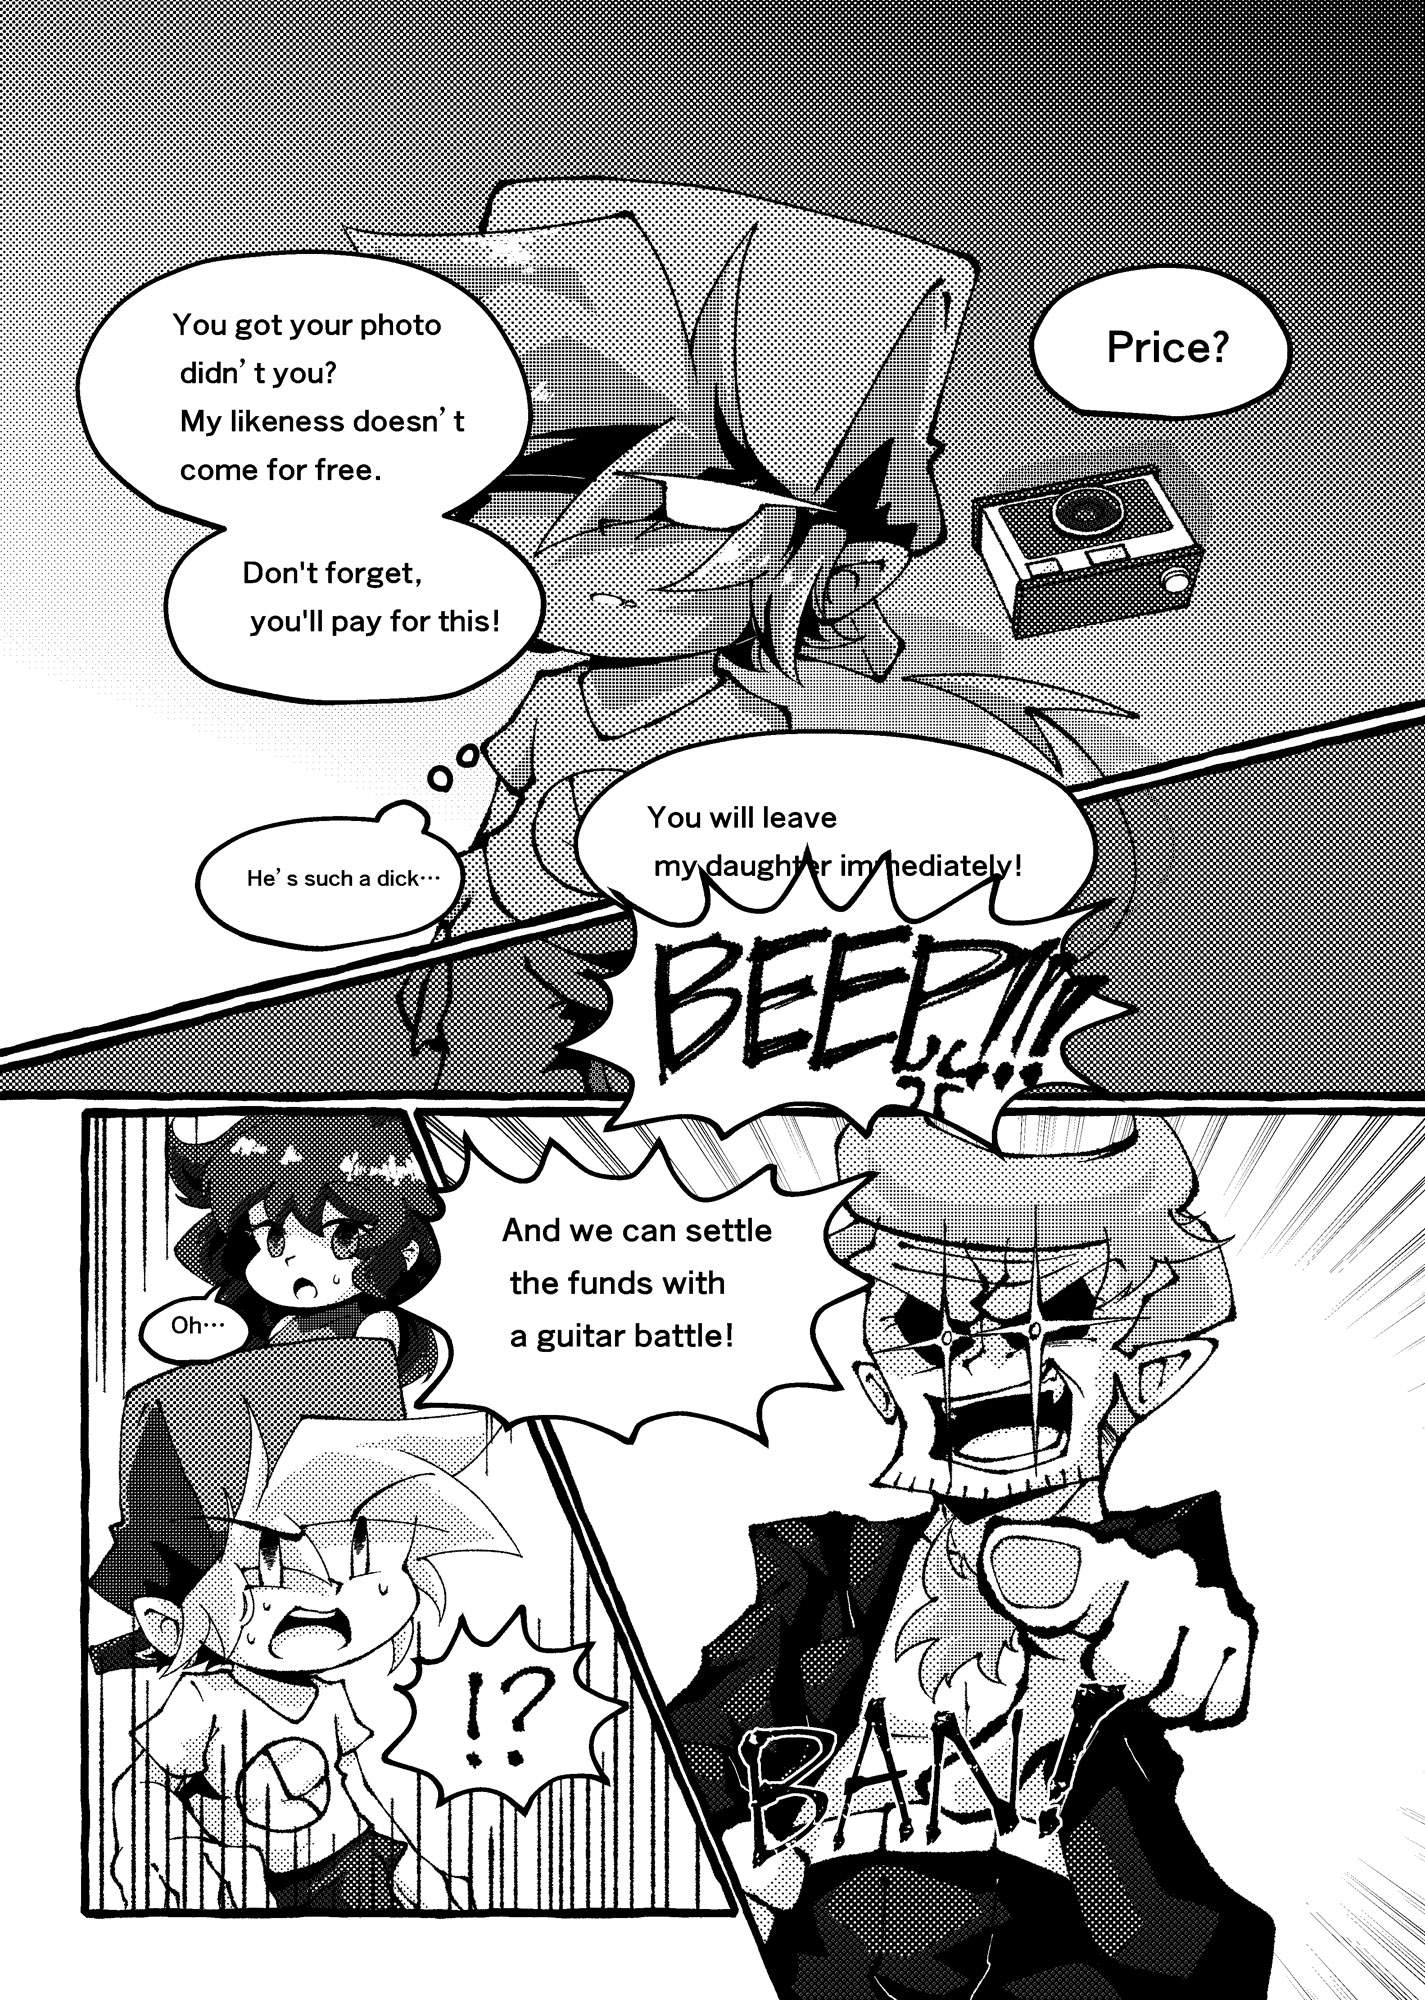 Price?
You got your photo
didn't you?
My likeness doesn't
come for free.
Don't forget,
you'll pay for this!
He's such a dick…
You will leave
my daughter immediately!
BEEP!!!
And we can settle
the funds with
a guitar battle!
Oh…
!?
BAN!